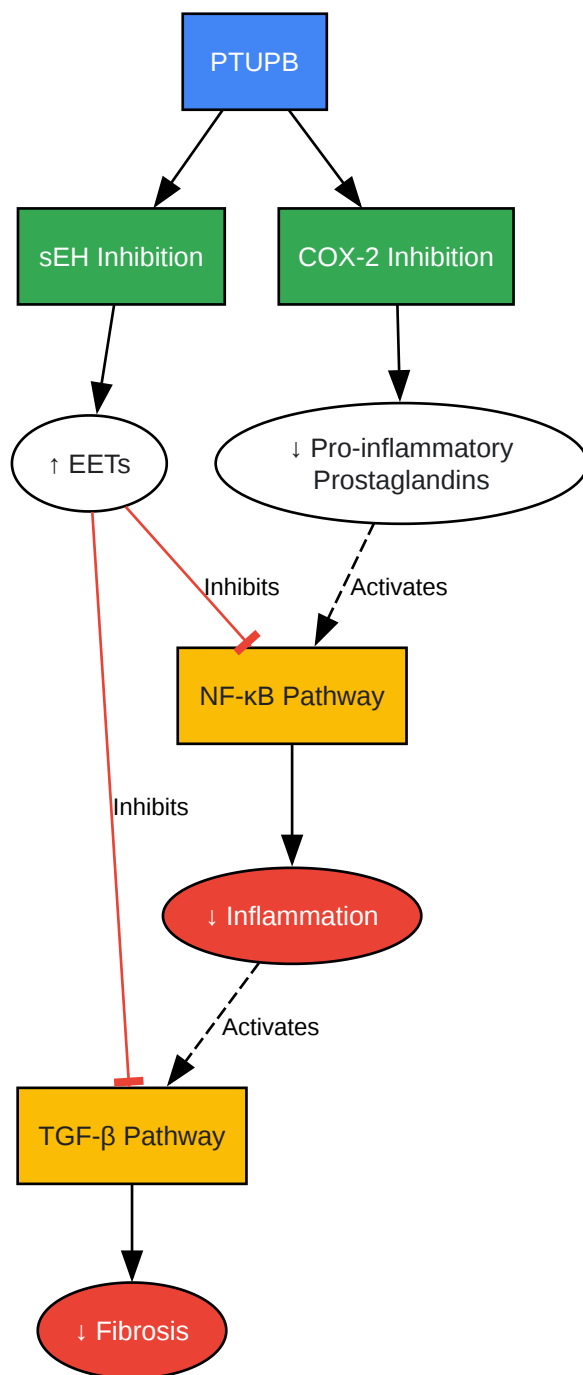 PTUPB
sEH Inhibition
COX-2 Inhibition
↑ EETs
↓ Pro-inflammatory
Prostaglandins
Inhibits
Activates
NF-κB Pathway
Inhibits
↓ Inflammation
Activates
TGF-β Pathway
↓ Fibrosis